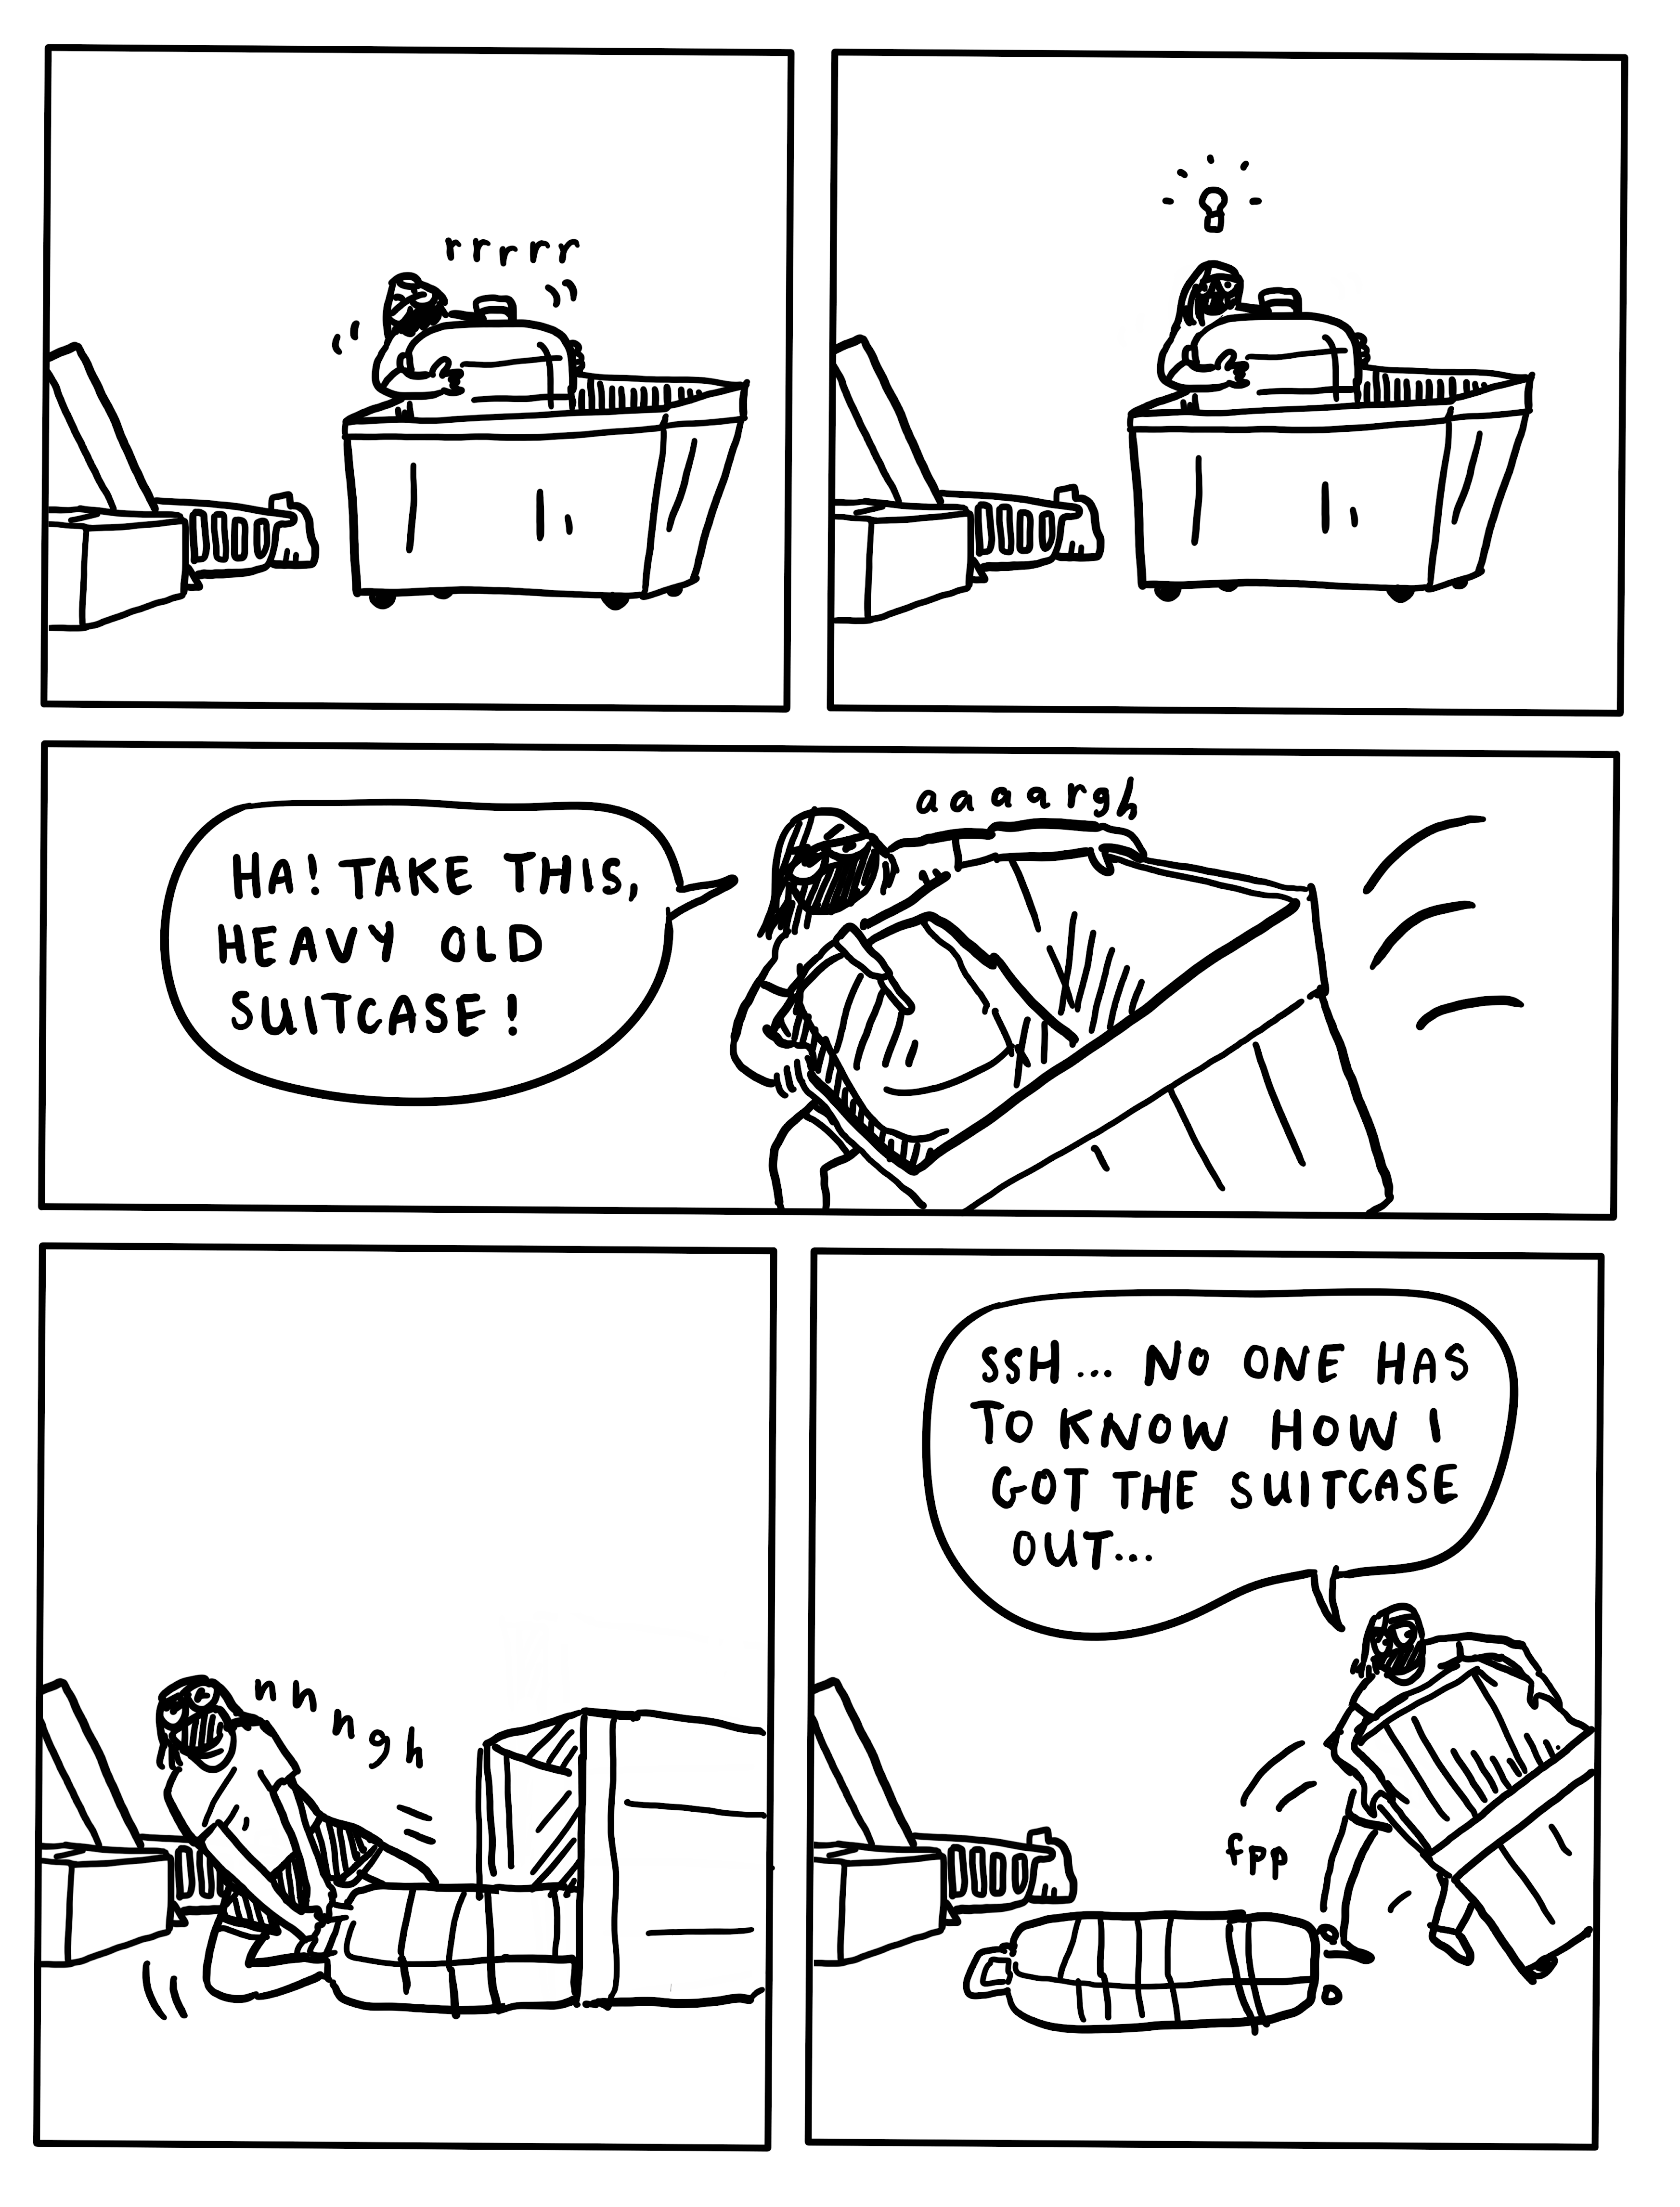 rrrrr
HA! TAKE THIS,
HEAVY OLD
SUITCASE!
aaaargh
nnngh
SSH... NO ONE HAS
TO KNOW HOW I
GOT THE SUITCASE
OUT...
fpp